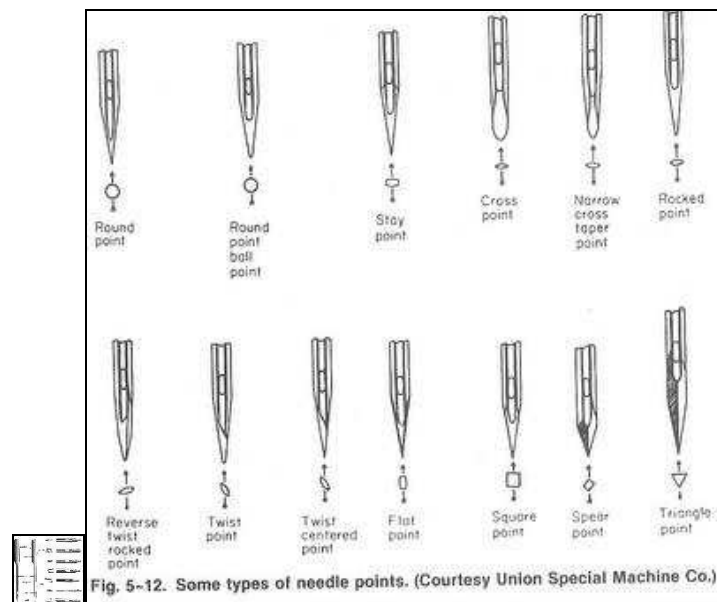 Round
point
Round
point
ball
point
Stay
point
Cross
point
Narrow
cross
taper
point
Rocked
point
Reverse
twist
rocked
point
Twist
point
Twist
centered
point
Flat
point
Square
point
Spear
point
Triangle
point
Fig. 5-12. Some types of needle points. (Courtesy Union Special Machine Co.)